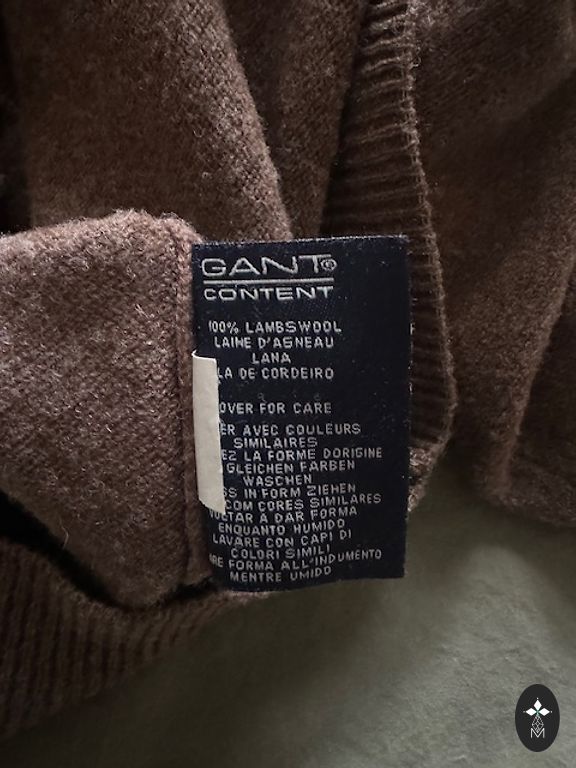 GANT®
CONTENT
100% LAMBSWOOL
LAINE D'AGNEAU
LANA
LA DE CORDEIRO
OVER FOR CARE
ER AVEC COULEURS
SIMILAIRES
EZ LA FORME DORIGINE
GLEICHEN FARBEN
WASCHEN
SS IN FORM ZIEHEN
COM CORES SIMILARES
VOLTAR A DAR FORMA
ENQUANTO HUMIDO
LAVARE CON CAPI DI
COLORI SIMILI
ARE FORMA ALL'INDUMENTO
MENTRE UMIDO
M